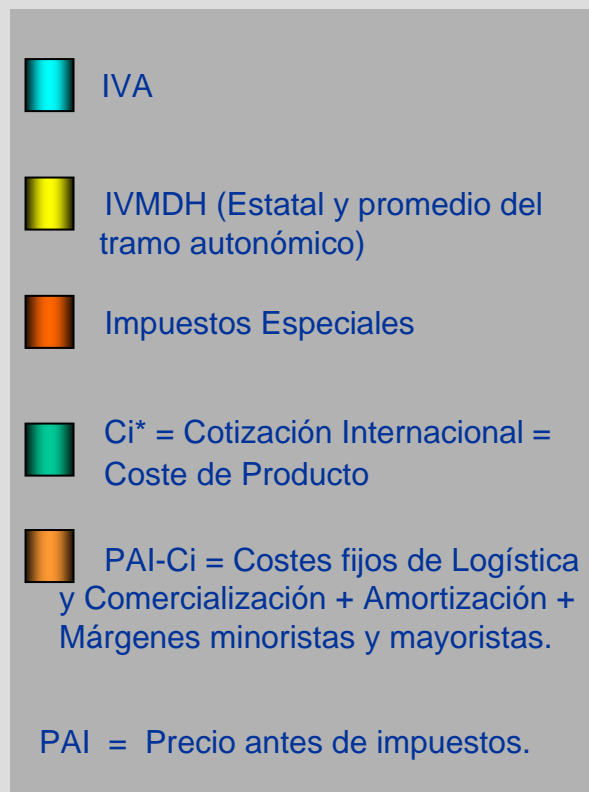 IVA
IVMDH (Estatal y promedio del
tramo autonómico)
Impuestos Especiales
Ci* = Cotización Internacional =
Coste de Producto
PAI-Ci = Costes fijos de Logística
y Comercialización + Amortización +
Márgenes minoristas y mayoristas.
PAI = Precio antes de impuestos.